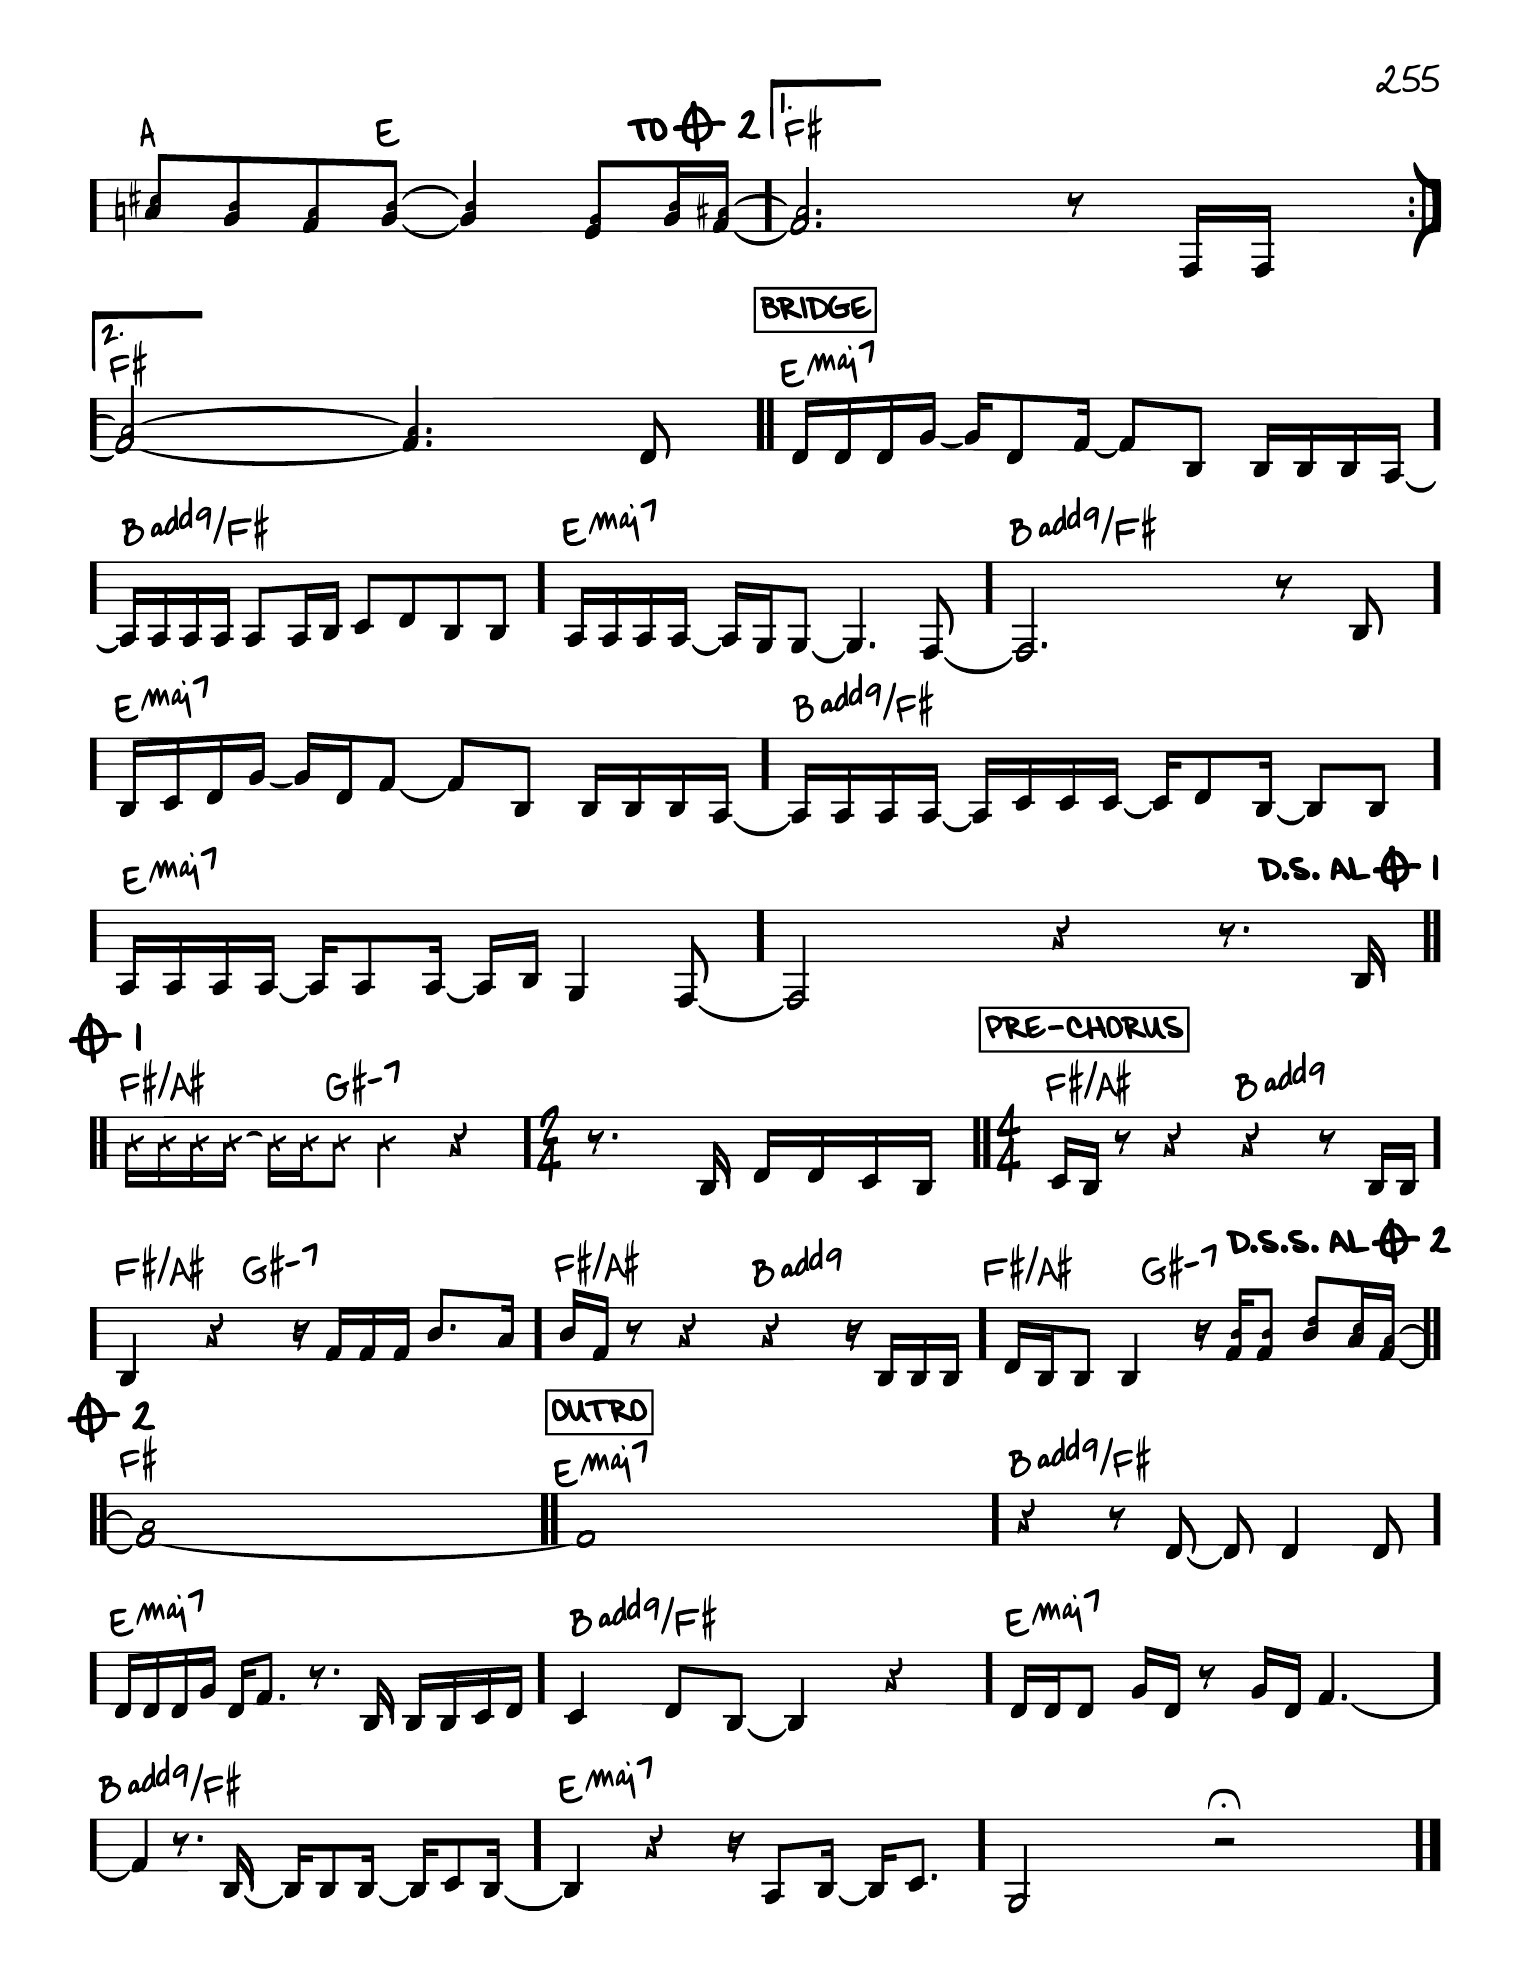 255
A E TO 2 1. F#
BRIDGE
2. F# Emaj7
Badd9/F# Emaj7 Badd9/F#
Emaj7 Badd9/F#
Emaj7 D.S. AL 1
1 PRE-CHORUS
F#/A# G#-7 2/4 4/4 F#/A# Badd9
D.S.S. AL 2
F#/A# G#-7 F#/A# Badd9 F#/A# G#-7
2 OUTRO
F# Emaj7 Badd9/F#
Emaj7 Badd9/F# Emaj7
Badd9/F# Emaj7